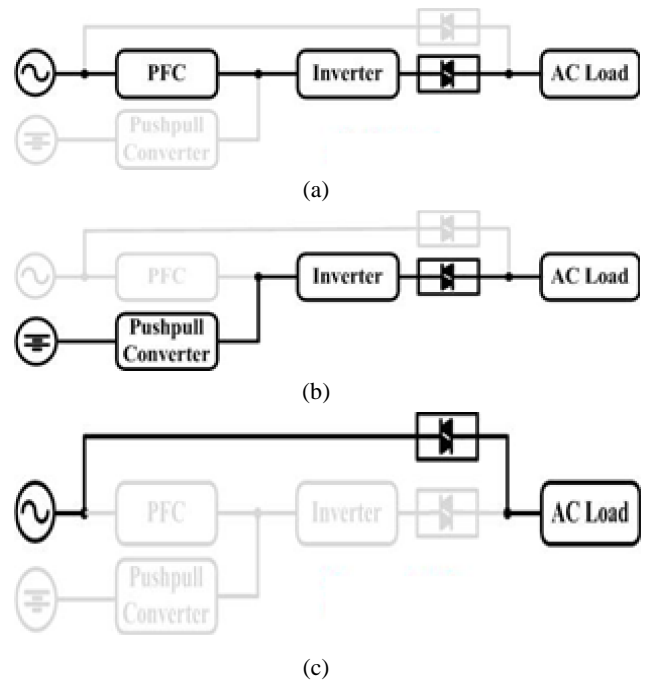 PFC
Inverter
AC Load
Pushpull
Converter
(a)
PFC
Inverter
AC Load
Pushpull
Converter
(b)
PFC
Inverter
AC Load
Pushpull
Converter
(c)